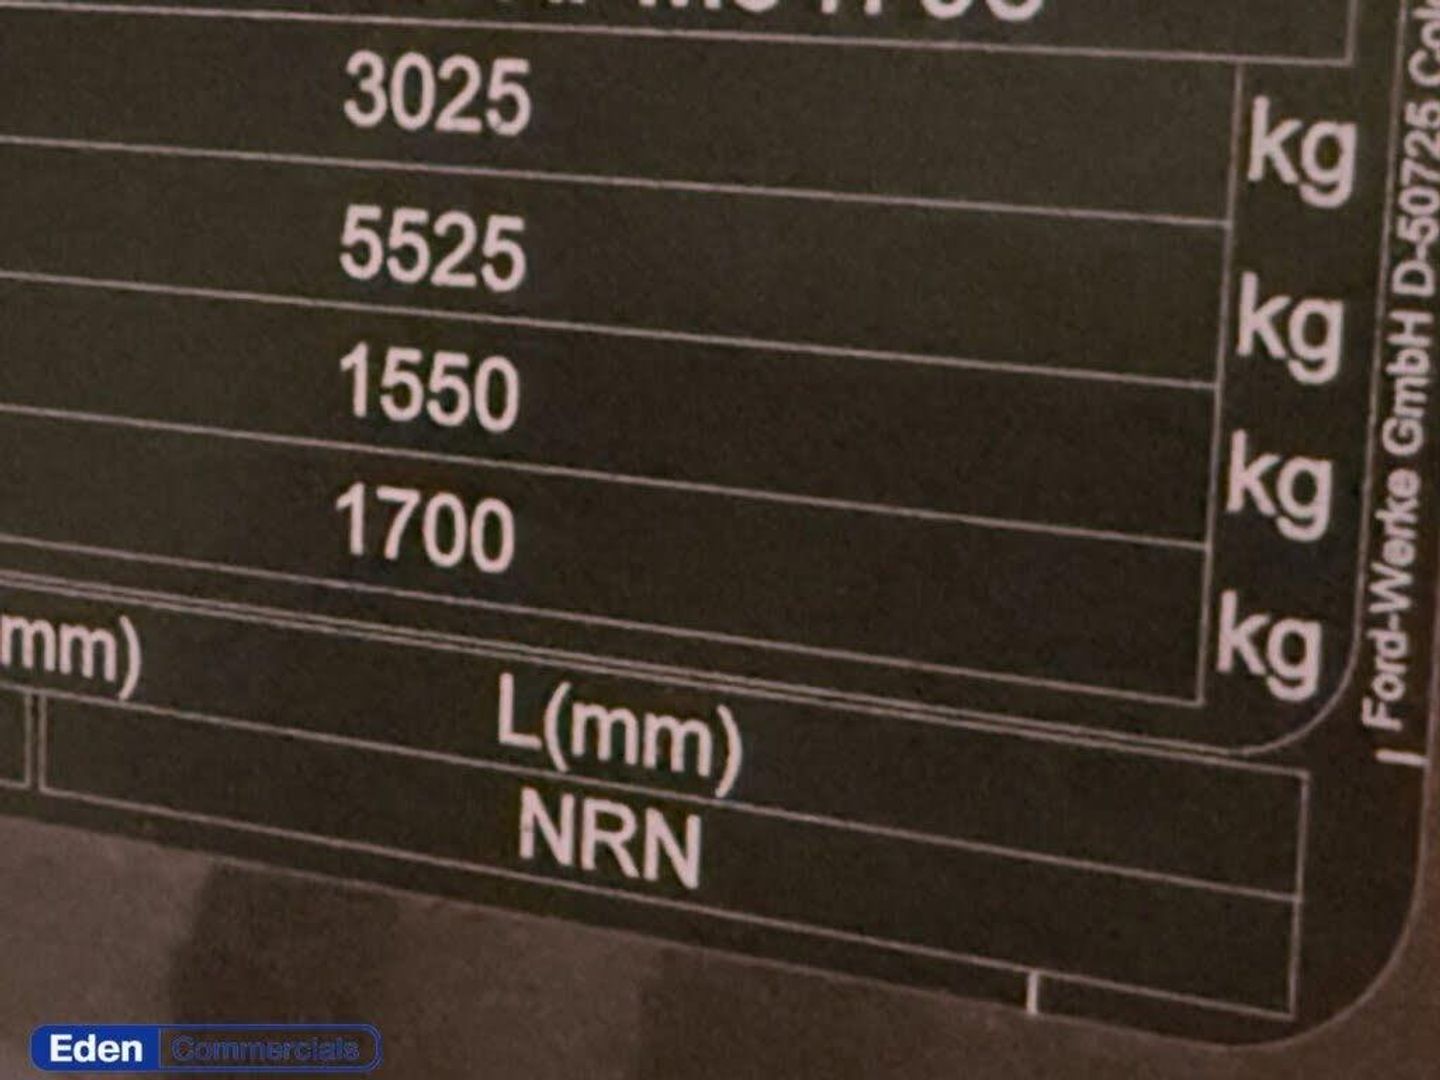 3025 kg
5525 kg
1550 kg
1700 kg
mm) L(mm)
NRN
Ford-Werke GmbH D-50725
Eden Commercials